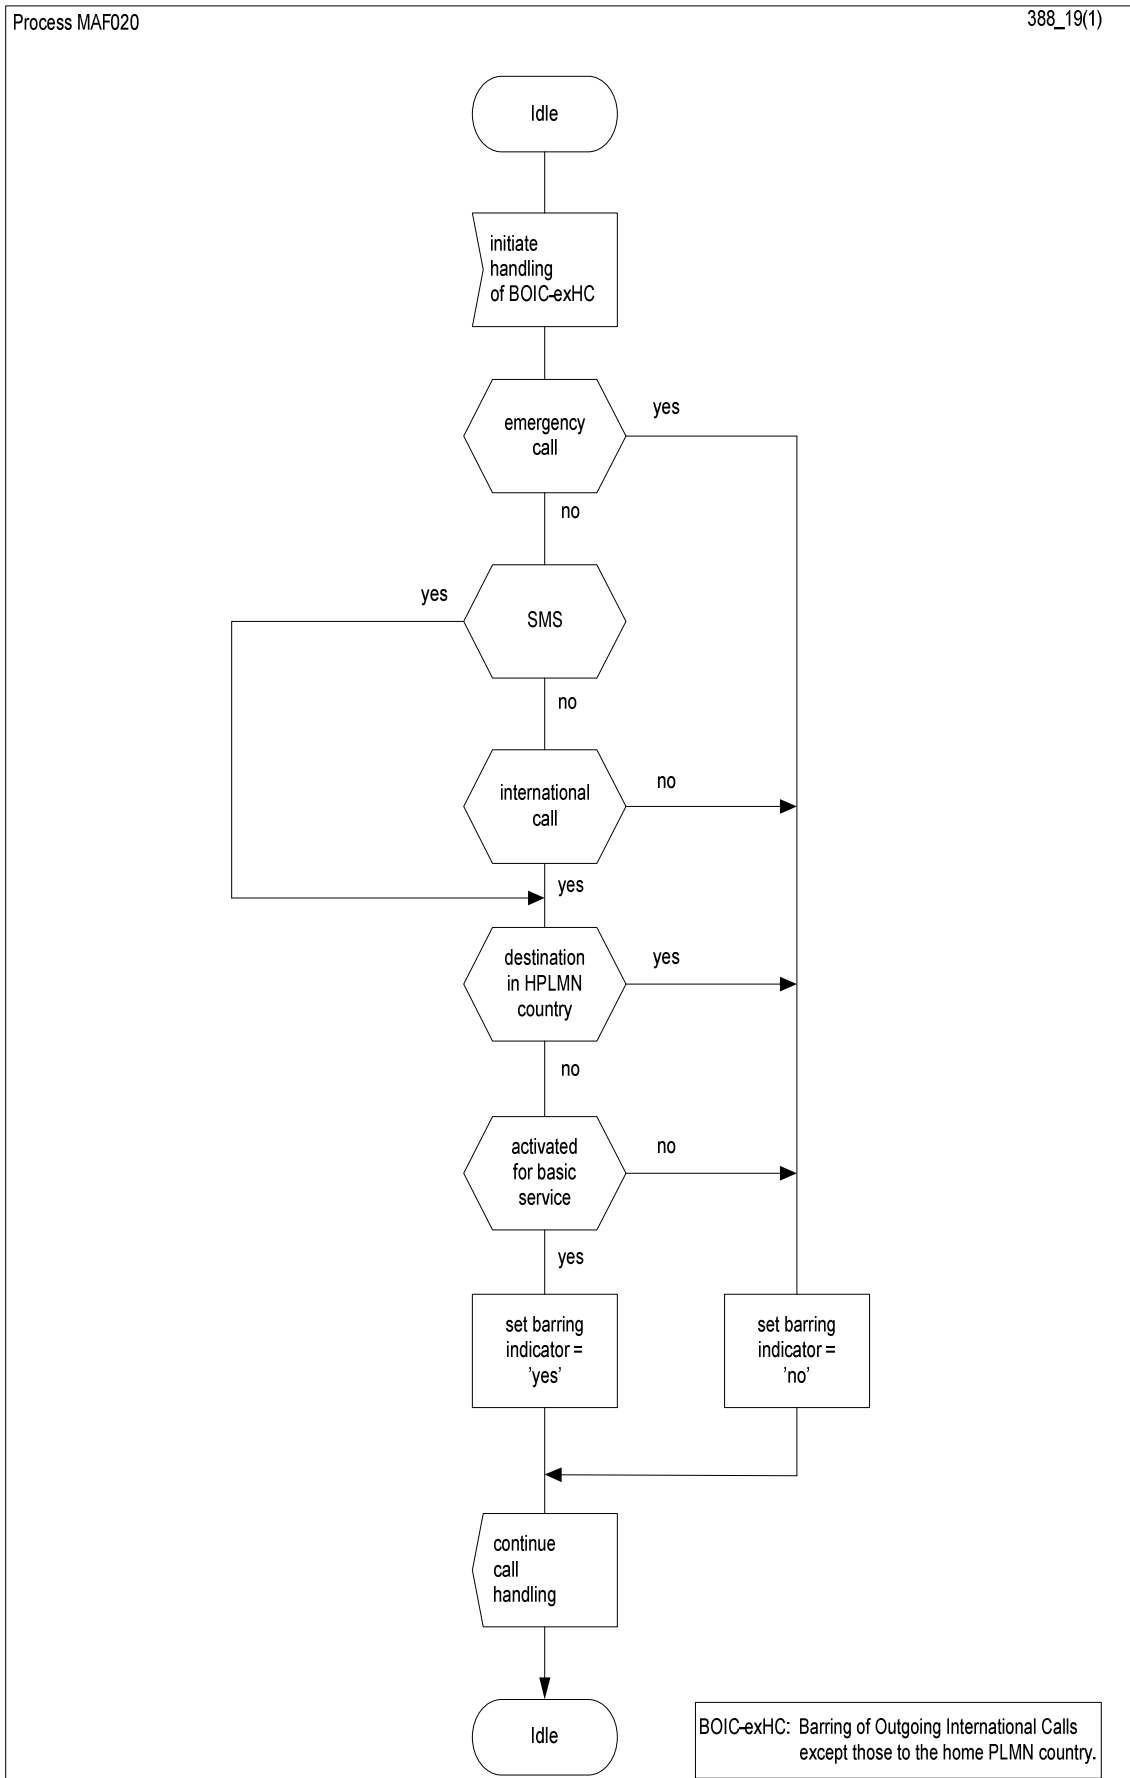 Process MAF020
388_19(1)
Idle
initiate
handling
of BOIC-exHC
emergency
call
yes
no
SMS
yes
no
international
call
no
yes
destination
in HPLMN
country
yes
no
activated
for basic
service
no
yes
set barring
indicator =
'yes'
set barring
indicator =
'no'
continue
call
handling
Idle
BOIC-exHC: Barring of Outgoing International Calls
except those to the home PLMN country.